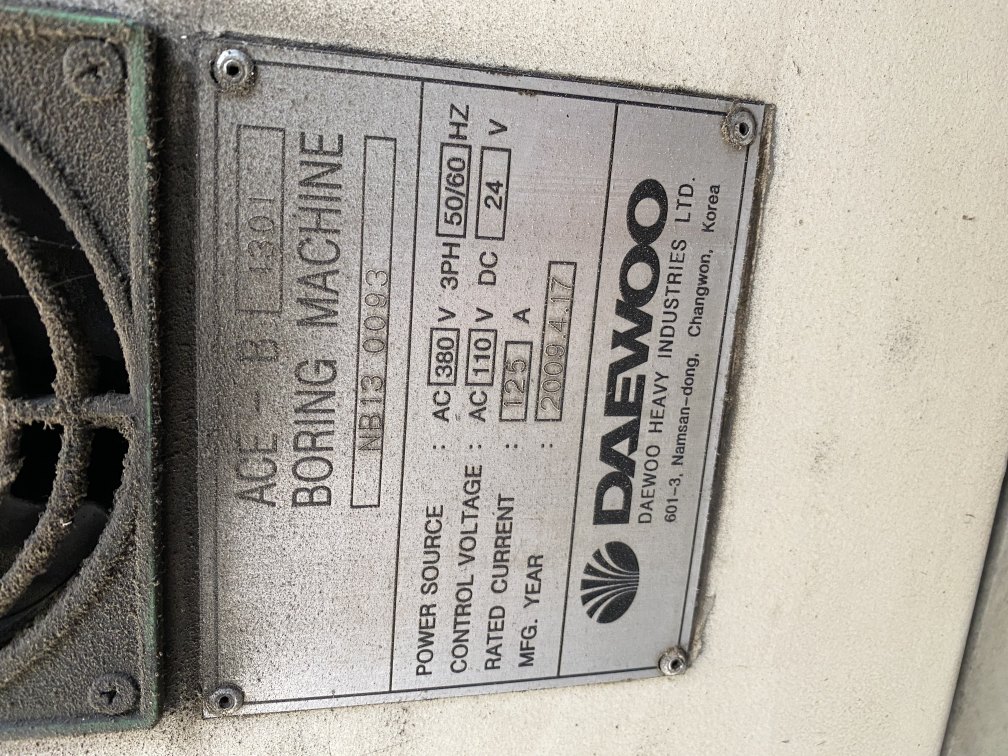 ACE - B 1301
BORING MACHINE
NB13 0093
POWER SOURCE : AC 380 V 3PH 50/60 HZ
CONTROL VOLTAGE : AC 110 V DC 24 V
RATED CURRENT : 125 A
MFG. YEAR : 2009.4.17
DAEWOO
DAEWOO HEAVY INDUSTRIES LTD.
601-3, Namsan-dong, Changwon, Korea